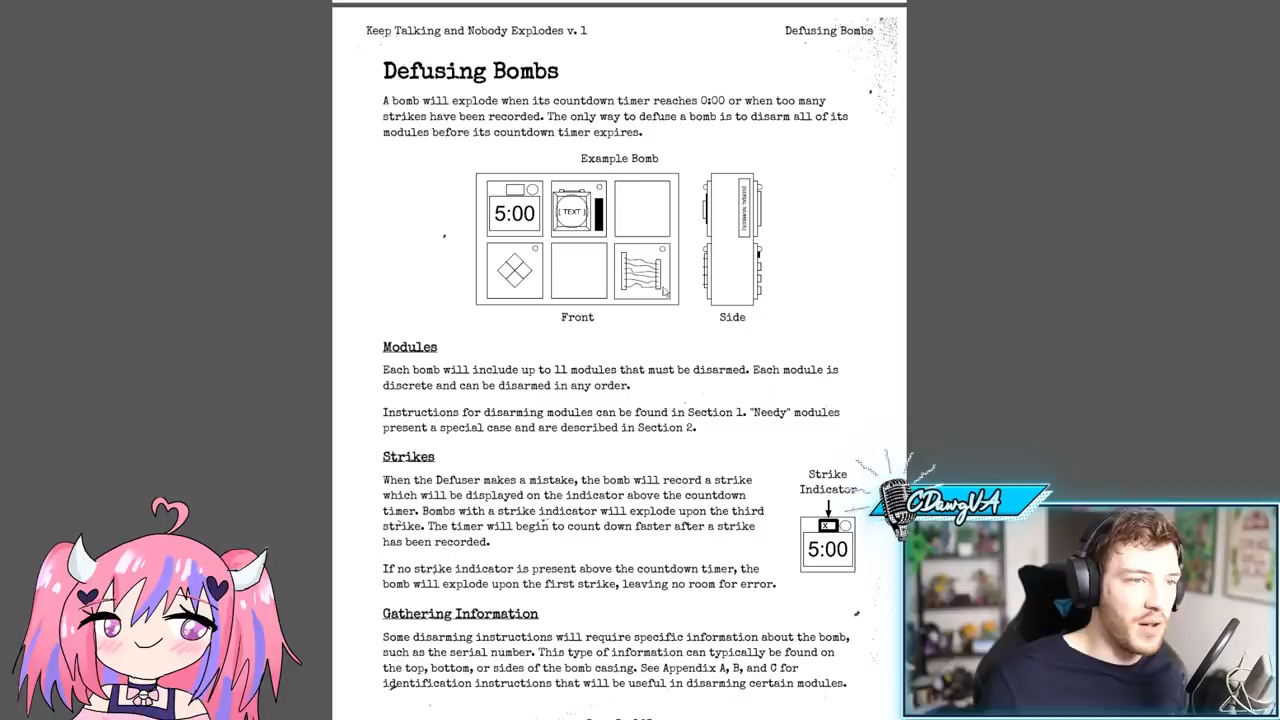 Keep Talking and Nobody Explodes v. 1
Defusing Bombs
Defusing Bombs
A bomb will explode when its countdown timer reaches 0:00 or when too many
strikes have been recorded. The only way to defuse a bomb is to disarm all of its
modules before its countdown timer expires.
Example Bomb
5:00
[ TEXT ]
[SERIAL NUMBER]
Front
Side
Modules
Each bomb will include up to 11 modules that must be disarmed. Each module is
discrete and can be disarmed in any order.
Instructions for disarming modules can be found in Section 1. "Needy" modules
present a special case and are described in Section 2.
Strikes
When the Defuser makes a mistake, the bomb will record a strike
which will be displayed on the indicator above the countdown
timer. Bombs with a strike indicator will explode upon the third
strike. The timer will begin to count down faster after a strike
has been recorded.
If no strike indicator is present above the countdown timer, the
bomb will explode upon the first strike, leaving no room for error.
Strike
Indicator
X
5:00
Gathering Information
Some disarming instructions will require specific information about the bomb,
such as the serial number. This type of information can typically be found on
the top, bottom, or sides of the bomb casing. See Appendix A, B, and C for
identification instructions that will be useful in disarming certain modules.
CDawgVA